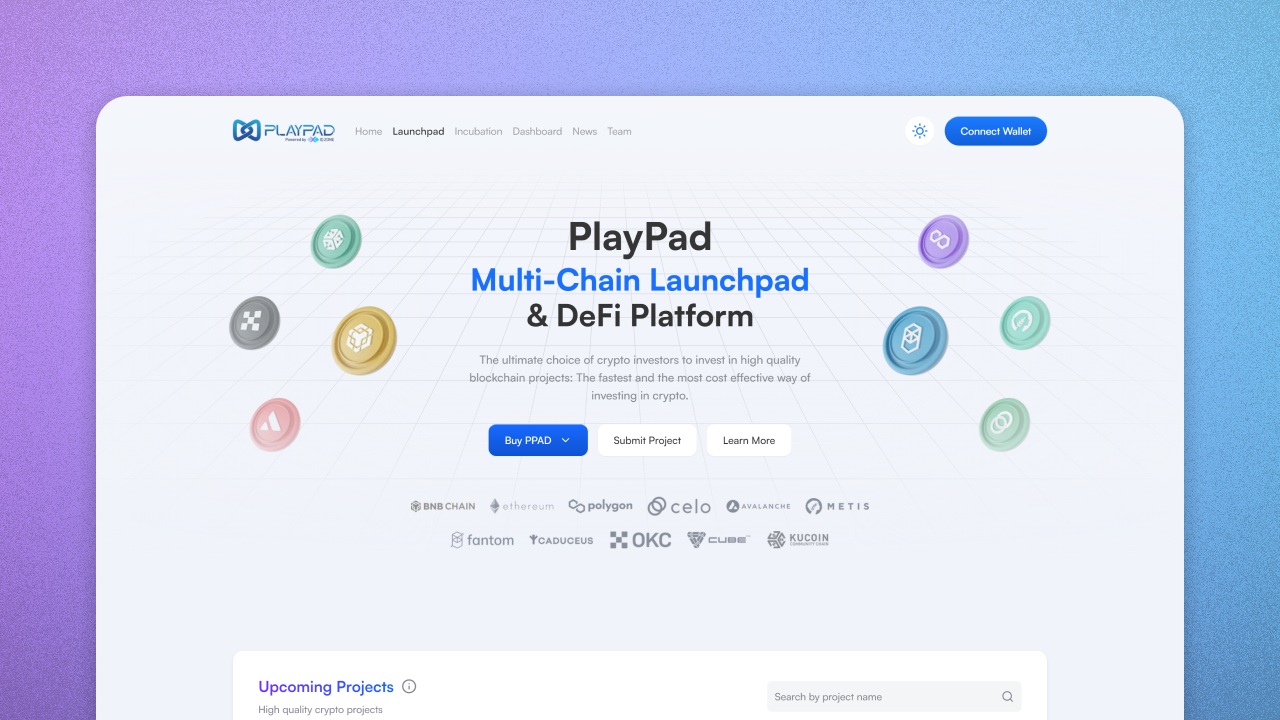 PLAYPAD
Powered by ICZONE
Home Launchpad Incubation Dashboard News Team
Connect Wallet
PlayPad
Multi-Chain Launchpad
& DeFi Platform
The ultimate choice of crypto investors to invest in high quality
blockchain projects: The fastest and the most cost effective way of
investing in crypto.
Buy PPAD Submit Project Learn More
BNB CHAIN ethereum polygon celo AVALANCHE METIS
fantom CADUCEUS OKC CUBE KUCOIN
COMMUNITY CHAIN
Upcoming Projects
High quality crypto projects
Search by project name